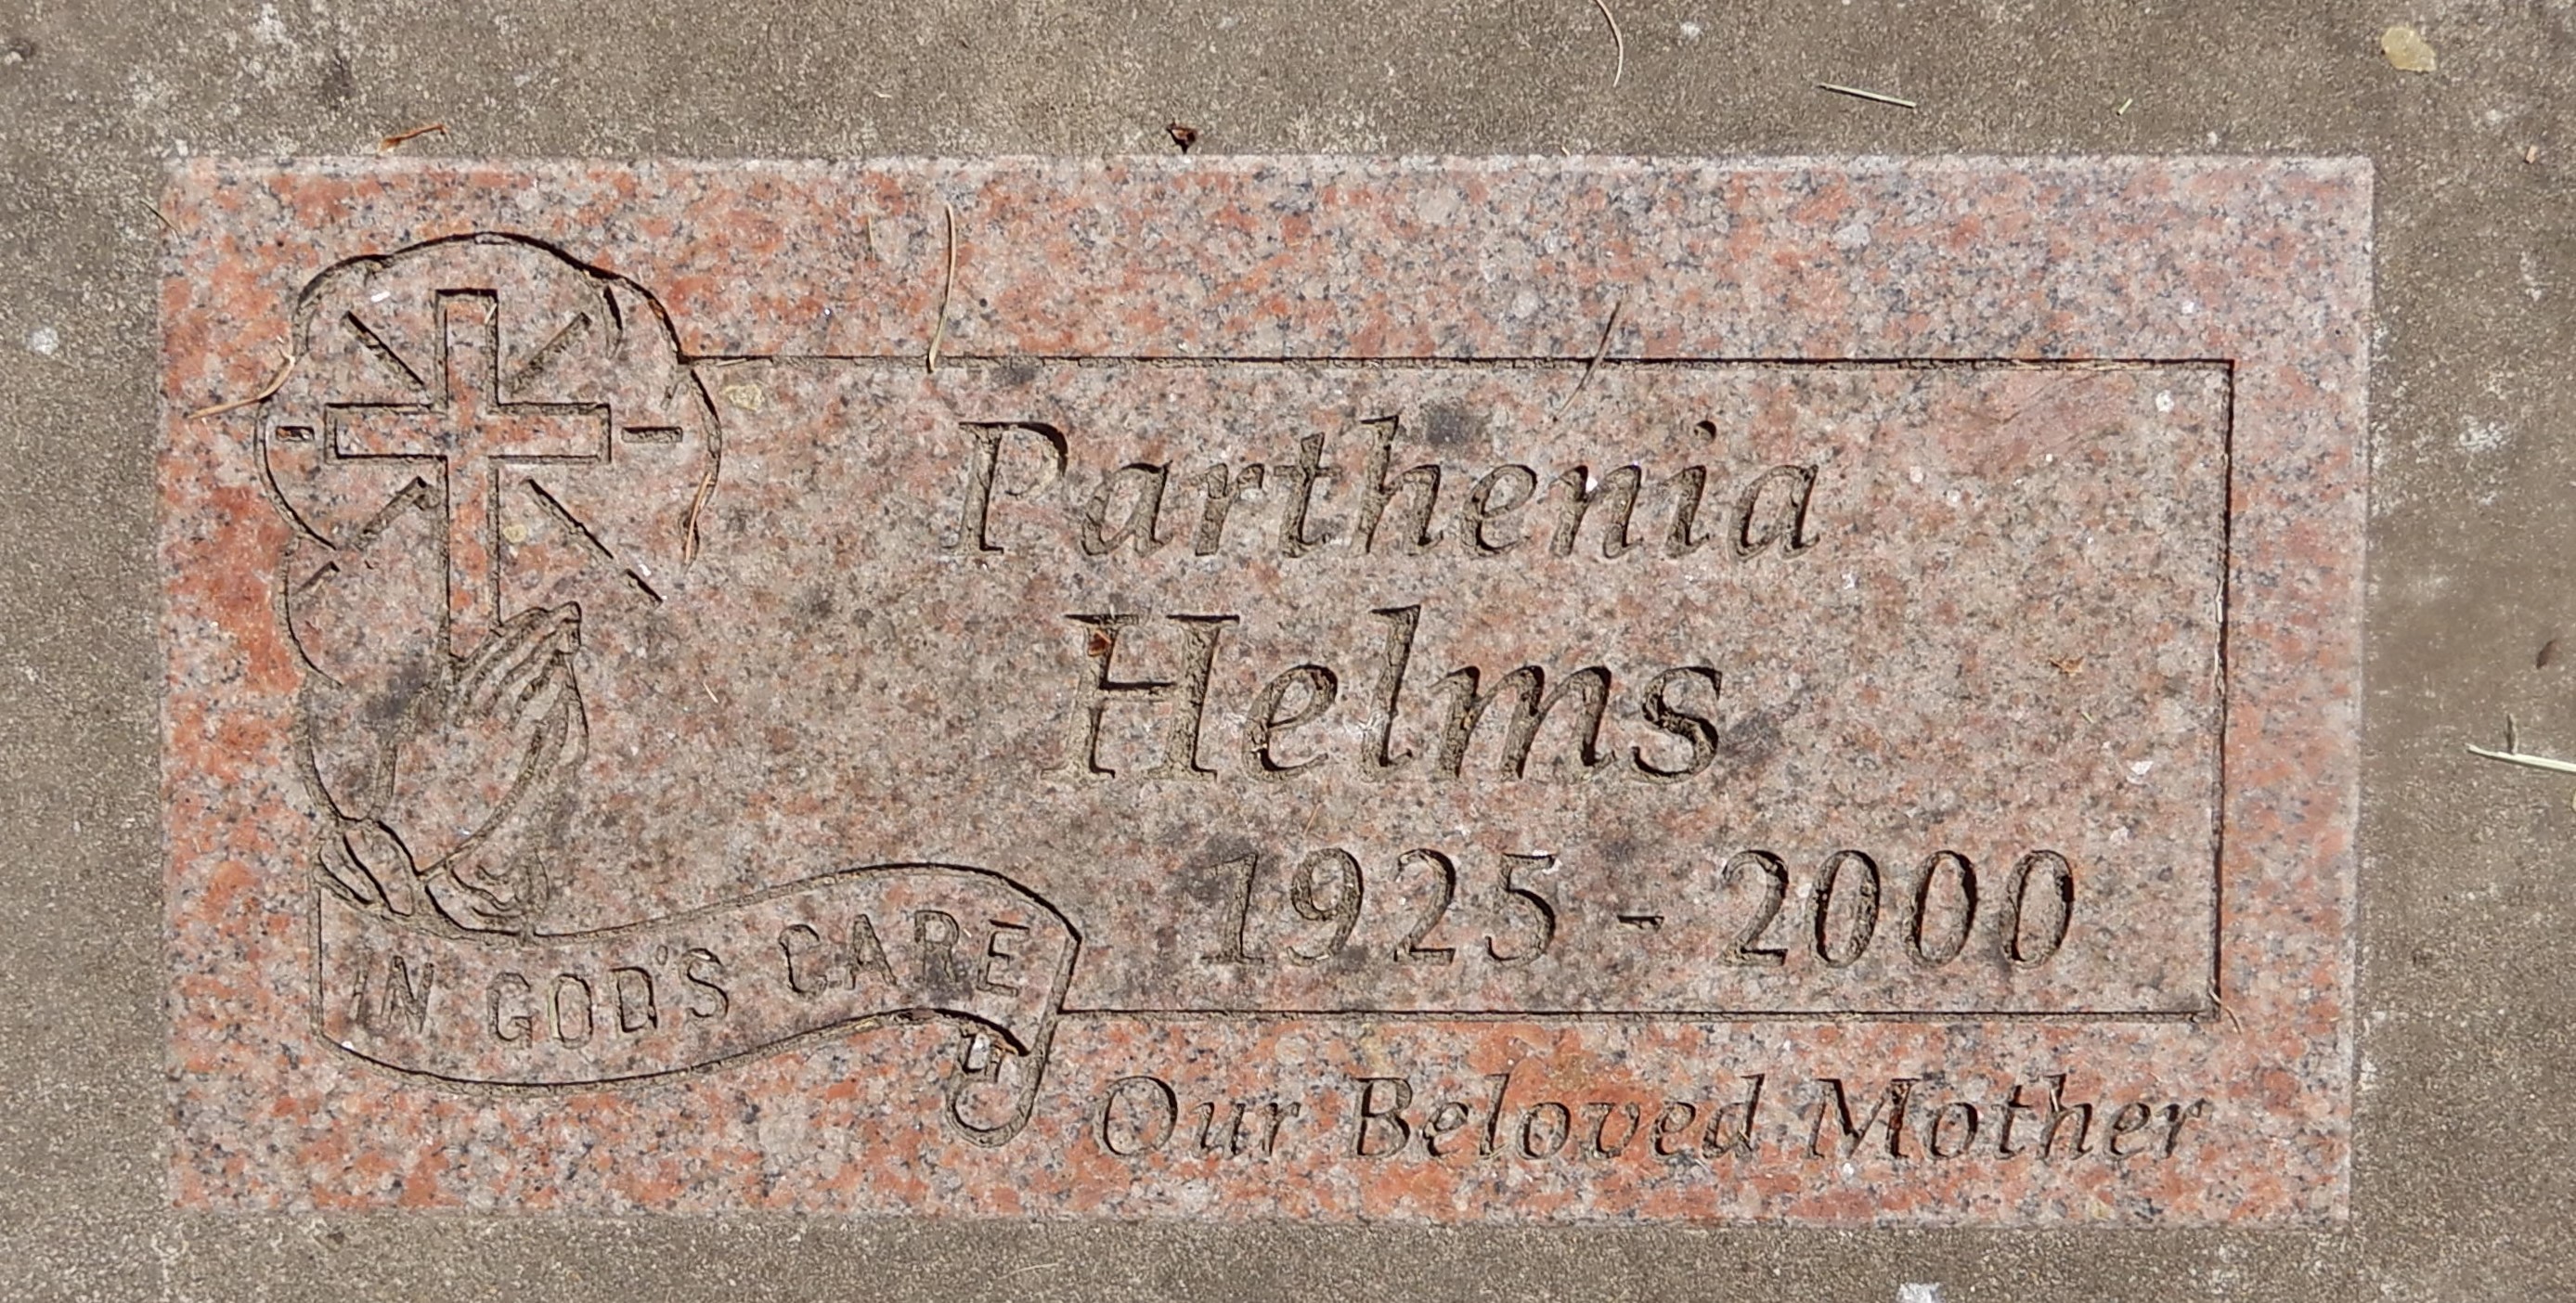 Parthenia
Helms
1925 - 2000
IN GOD'S CARE
Our Beloved Mother